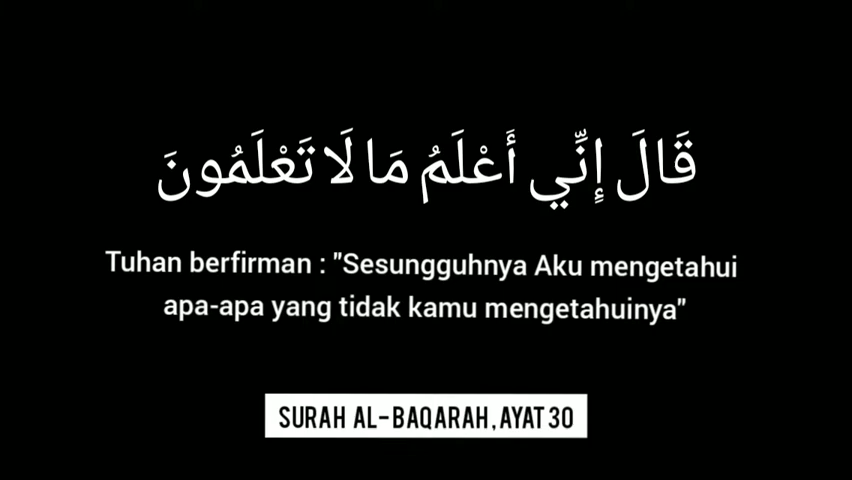 قَالَ إِنِّي أَعْلَمُ مَا لَا تَعْلَمُونَ
Tuhan berfirman : "Sesungguhnya Aku mengetahui
apa-apa yang tidak kamu mengetahuinya"
SURAH AL-BAQARAH, AYAT 30